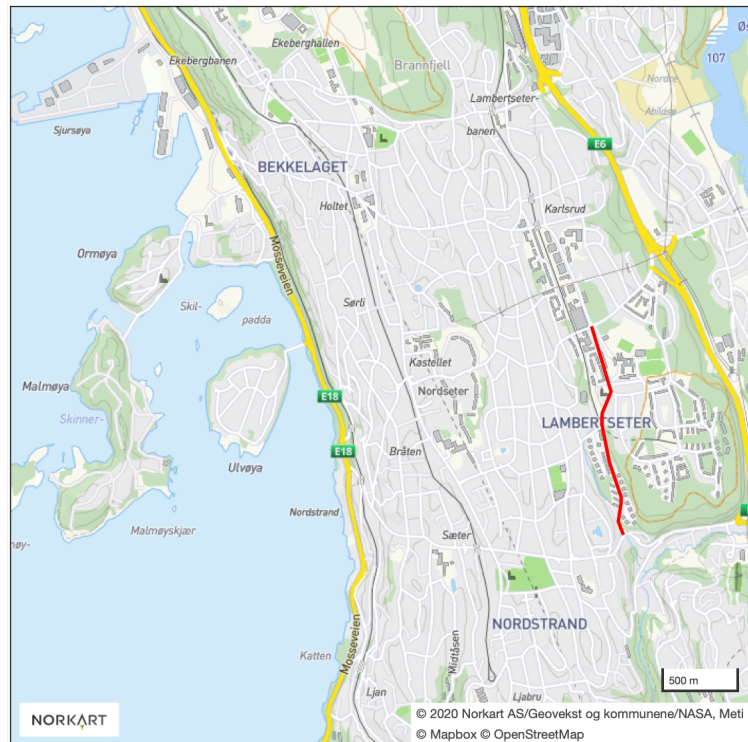 Ekeberghallen
Ekebergbanen
Brannfjell
Nordre
107
Abildsø
Lambertseter-
banen
Sjursøya
E6
BEKKELAGET
Holtet
Karlsrud
Mosseveien
Ormøya
Skil-
padda
Sørli
Kastellet
Malmøya
Nordseter
E18
Skinner-
LAMBERTSETER
Ulvøya
Bråten
E18
Nordstrand
Malmøyskjær
Sæter
NORDSTRAND
Katten
Mosseveien
Midtåsen
Ljan
Ljabru
500 m
NORKART
© 2020 Norkart AS/Geovekst og kommunene/NASA, Meti
© Mapbox © OpenStreetMap